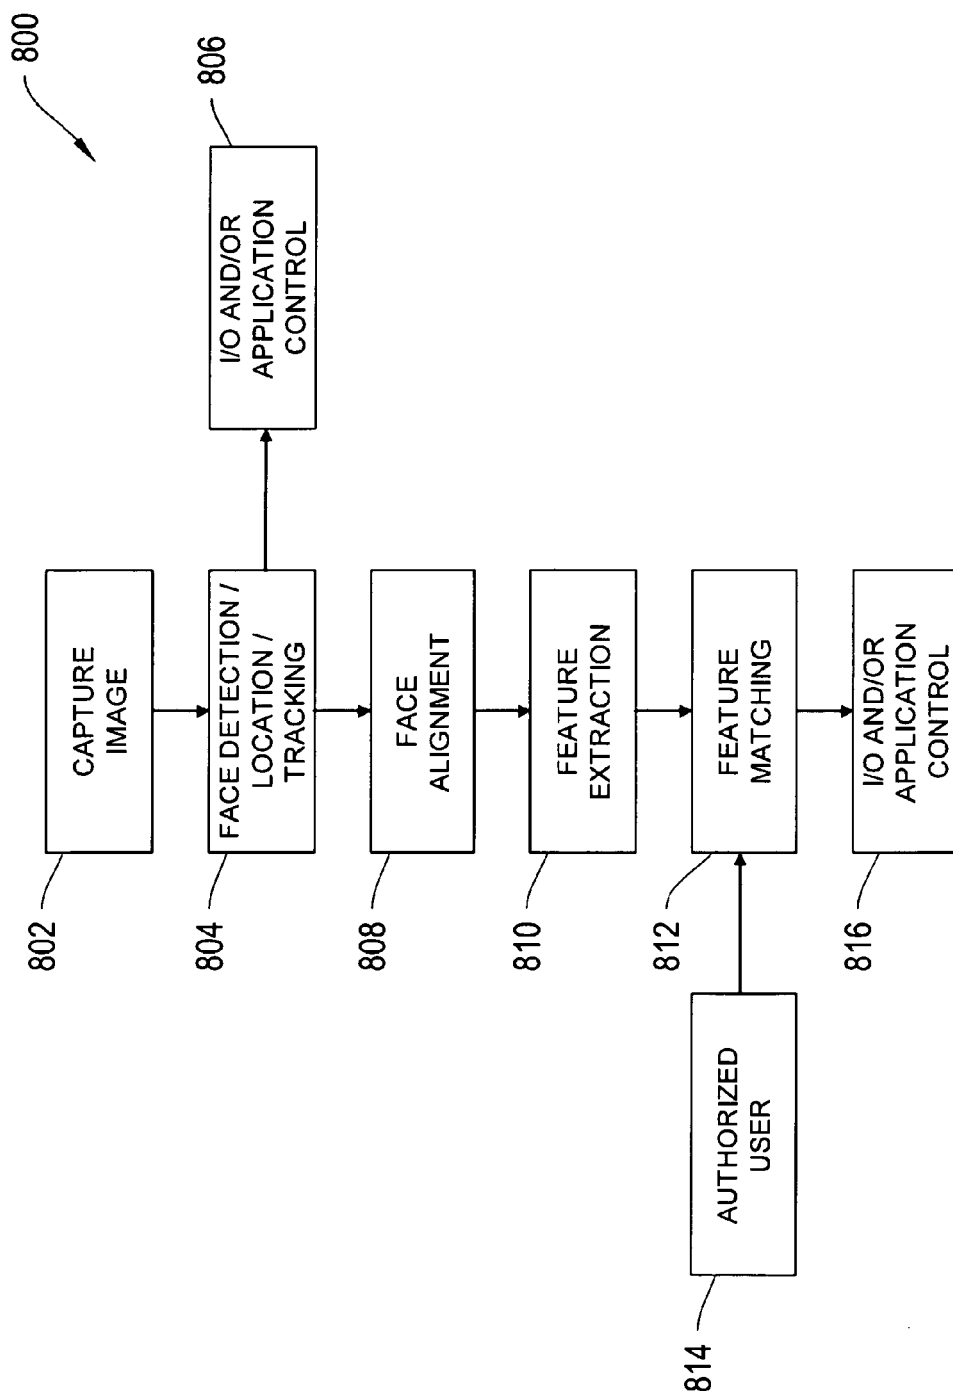 800
802
CAPTURE
IMAGE
804
FACE DETECTION /
LOCATION /
TRACKING
806
I/O AND/OR
APPLICATION
CONTROL
808
FACE
ALIGNMENT
810
FEATURE
EXTRACTION
812
FEATURE
MATCHING
814
AUTHORIZED
USER
816
I/O AND/OR
APPLICATION
CONTROL